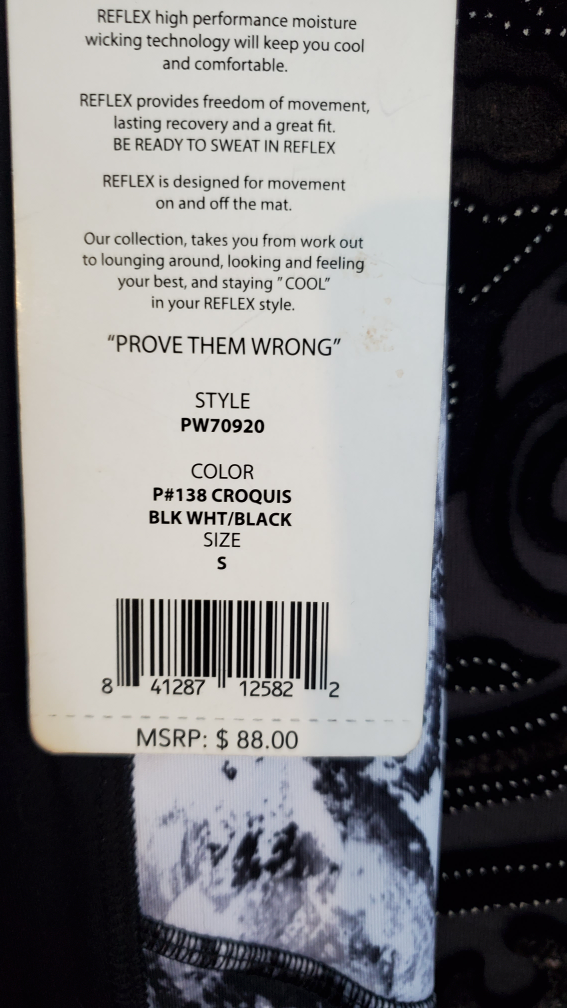 REFLEX high performance moisture
wicking technology will keep you cool
and comfortable.
REFLEX provides freedom of movement,
lasting recovery and a great fit.
BE READY TO SWEAT IN REFLEX
REFLEX is designed for movement
on and off the mat.
Our collection, takes you from work out
to lounging around, looking and feeling
your best, and staying "COOL"
in your REFLEX style.
"PROVE THEM WRONG"
STYLE
PW70920
COLOR
P#138 CROQUIS
BLK WHT/BLACK
SIZE
S
8 41287 12582 2
MSRP: $ 88.00